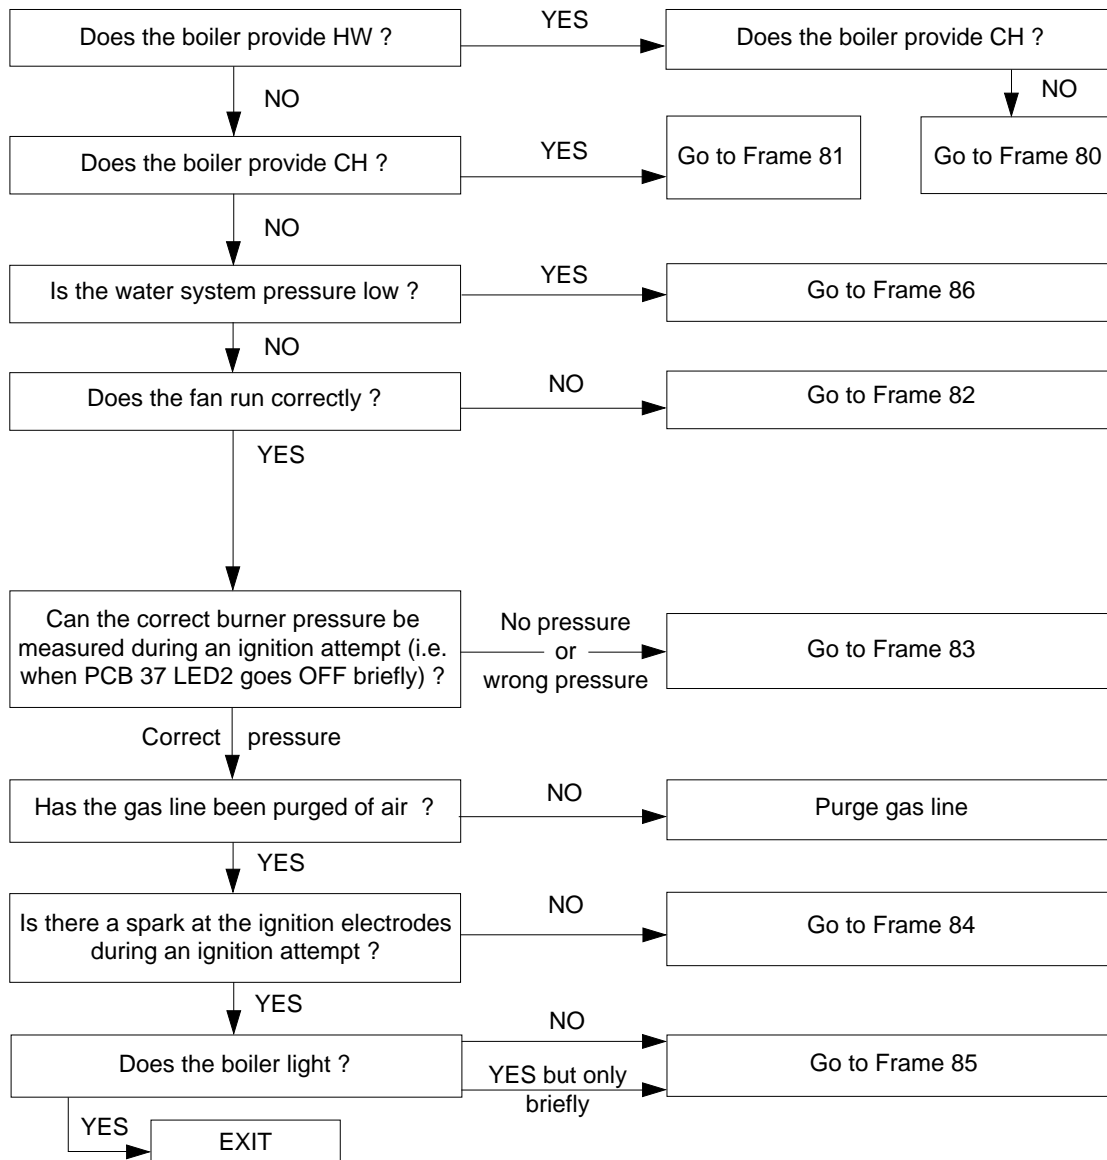 Does the boiler provide HW ?
YES
Does the boiler provide CH ?
NO
NO
Does the boiler provide CH ?
YES
Go to Frame 81
Go to Frame 80
NO
Is the water system pressure low ?
YES
Go to Frame 86
NO
Does the fan run correctly ?
NO
Go to Frame 82
YES
Can the correct burner pressure be
measured during an ignition attempt (i.e.
when PCB 37 LED2 goes OFF briefly) ?
No pressure
or
wrong pressure
Go to Frame 83
Correct pressure
Has the gas line been purged of air ?
NO
Purge gas line
YES
Is there a spark at the ignition electrodes
during an ignition attempt ?
NO
Go to Frame 84
YES
Does the boiler light ?
NO
YES but only
briefly
Go to Frame 85
YES
EXIT